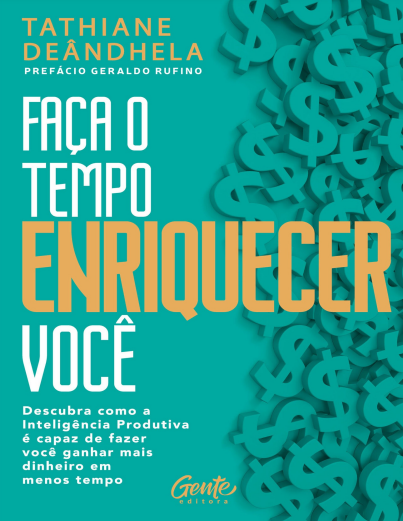 TATHIANE
DEÂNDHELA
PREFÁCIO GERALDO RUFINO
FAÇA O
TEMPO
ENRIQUECER
VOCÊ
Descubra como a
Inteligência Produtiva
é capaz de fazer
você ganhar mais
dinheiro em
menos tempo
Gente
editora